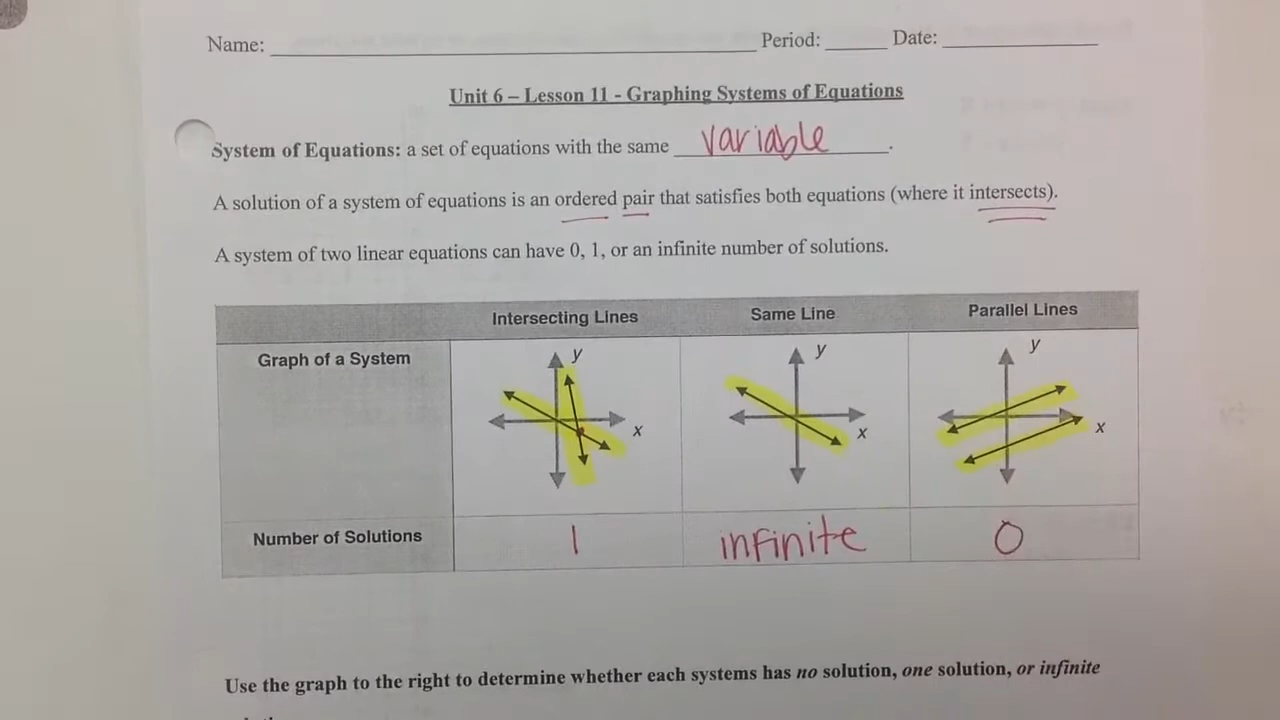 Name: ____ Period: ____ Date: ____
Unit 6 – Lesson 11 - Graphing Systems of Equations
System of Equations: a set of equations with the same variable.
A solution of a system of equations is an ordered pair that satisfies both equations (where it intersects).
A system of two linear equations can have 0, 1, or an infinite number of solutions.
Intersecting Lines Same Line Parallel Lines
Graph of a System
y y y
x x x
Number of Solutions 1 infinite 0
Use the graph to the right to determine whether each systems has no solution, one solution, or infinite